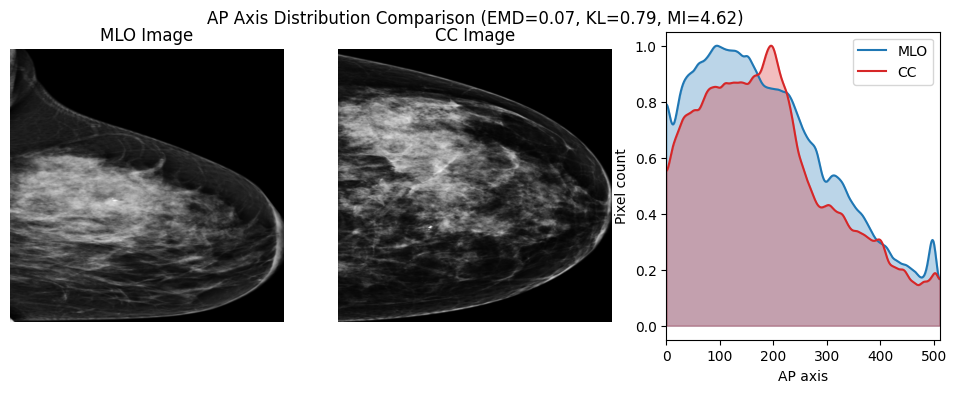 AP Axis Distribution Comparison (EMD=0.07, KL=0.79, MI=4.62)
MLO Image
CC Image
MLO
CC
Pixel count
1.0
0.8
0.6
0.4
0.2
0.0
0 100 200 300 400 500
AP axis